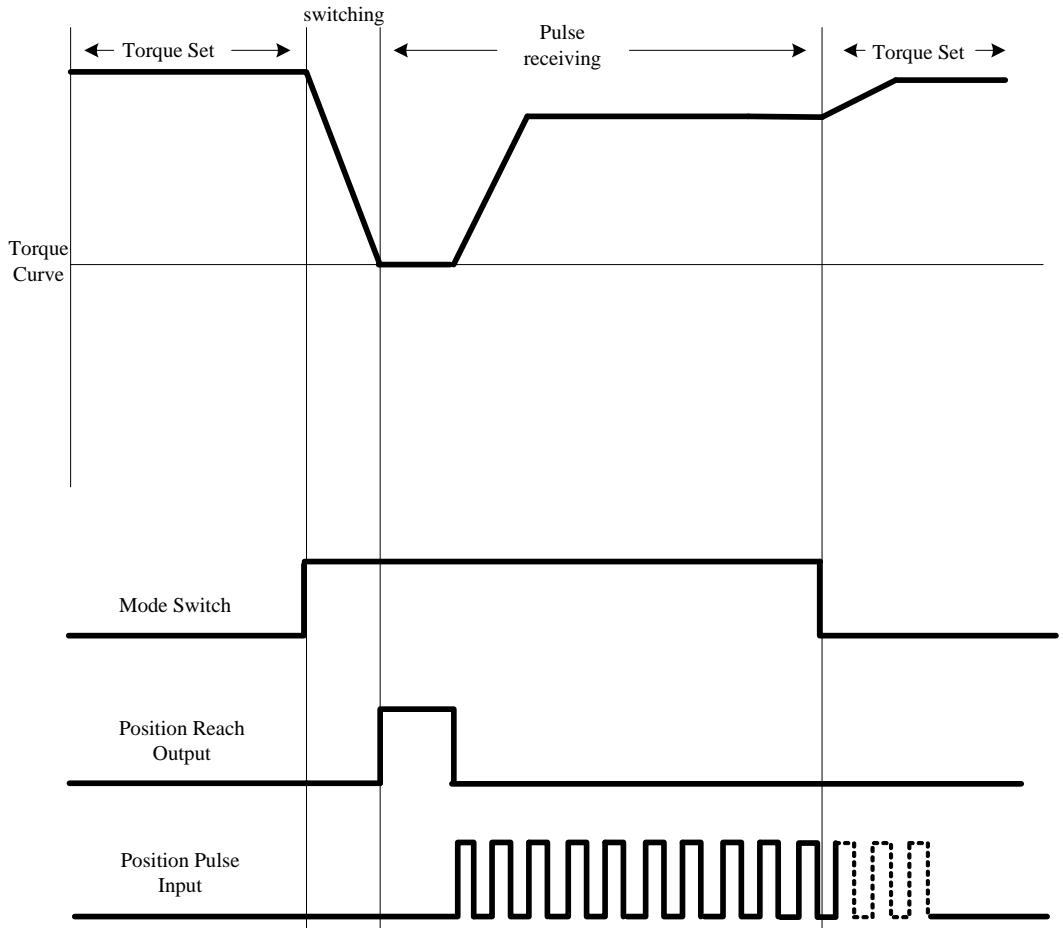 switching
Torque Set
Pulse
receiving
Torque Set
Torque
Curve
Mode Switch
Position Reach
Output
Position Pulse
Input